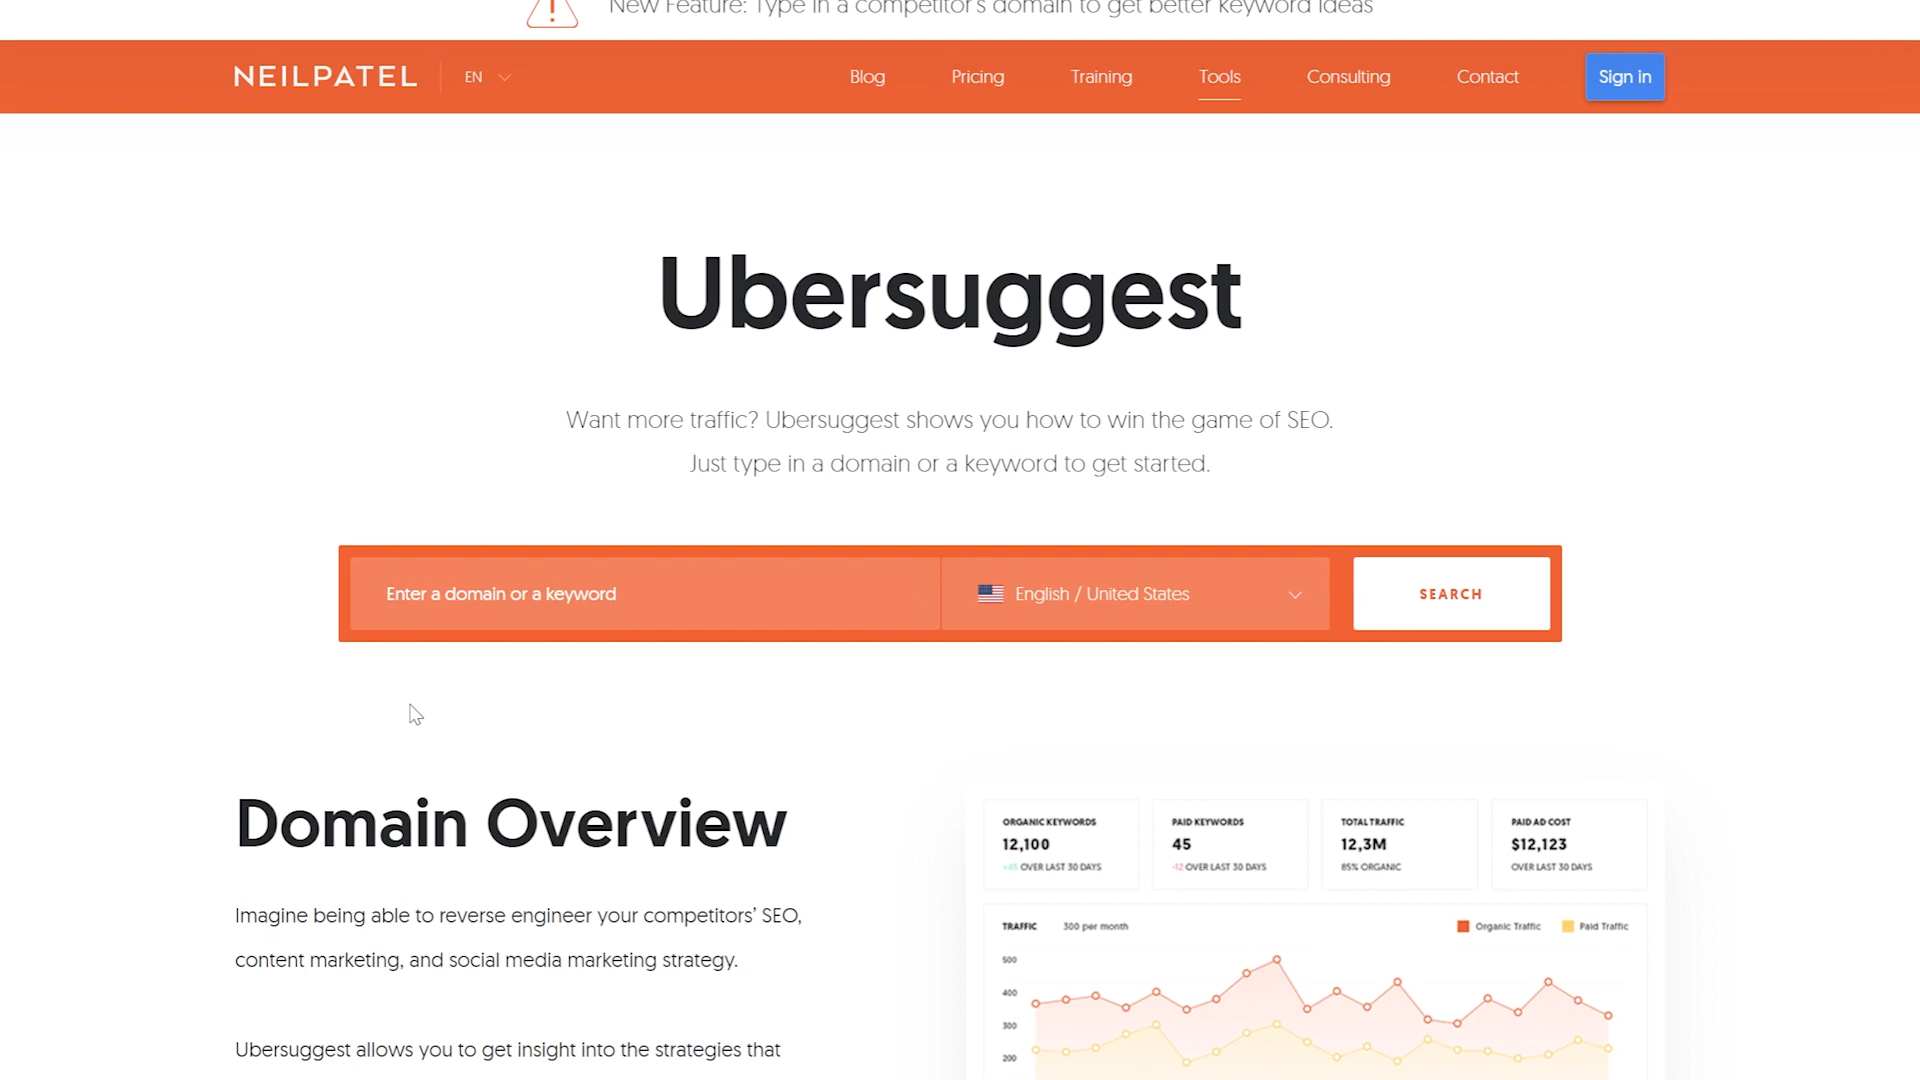 New Feature: Type in a competitor's domain to get better keyword ideas
NEILPATEL EN Blog Pricing Training Tools Consulting Contact Sign in
Ubersuggest
Want more traffic? Ubersuggest shows you how to win the game of SEO.
Just type in a domain or a keyword to get started.
Enter a domain or a keyword English / United States SEARCH
Domain Overview
Imagine being able to reverse engineer your competitors' SEO,
content marketing, and social media marketing strategy.
Ubersuggest allows you to get insight into the strategies that
ORGANIC KEYWORDS PAID KEYWORDS TOTAL TRAFFIC PAID AD COST
12,100 45 12,3M $12,123
+45 OVER LAST 30 DAYS -12 OVER LAST 30 DAYS 85% ORGANIC OVER LAST 30 DAYS
TRAFFIC 300 per month Organic Traffic Paid Traffic
500
400
300
200